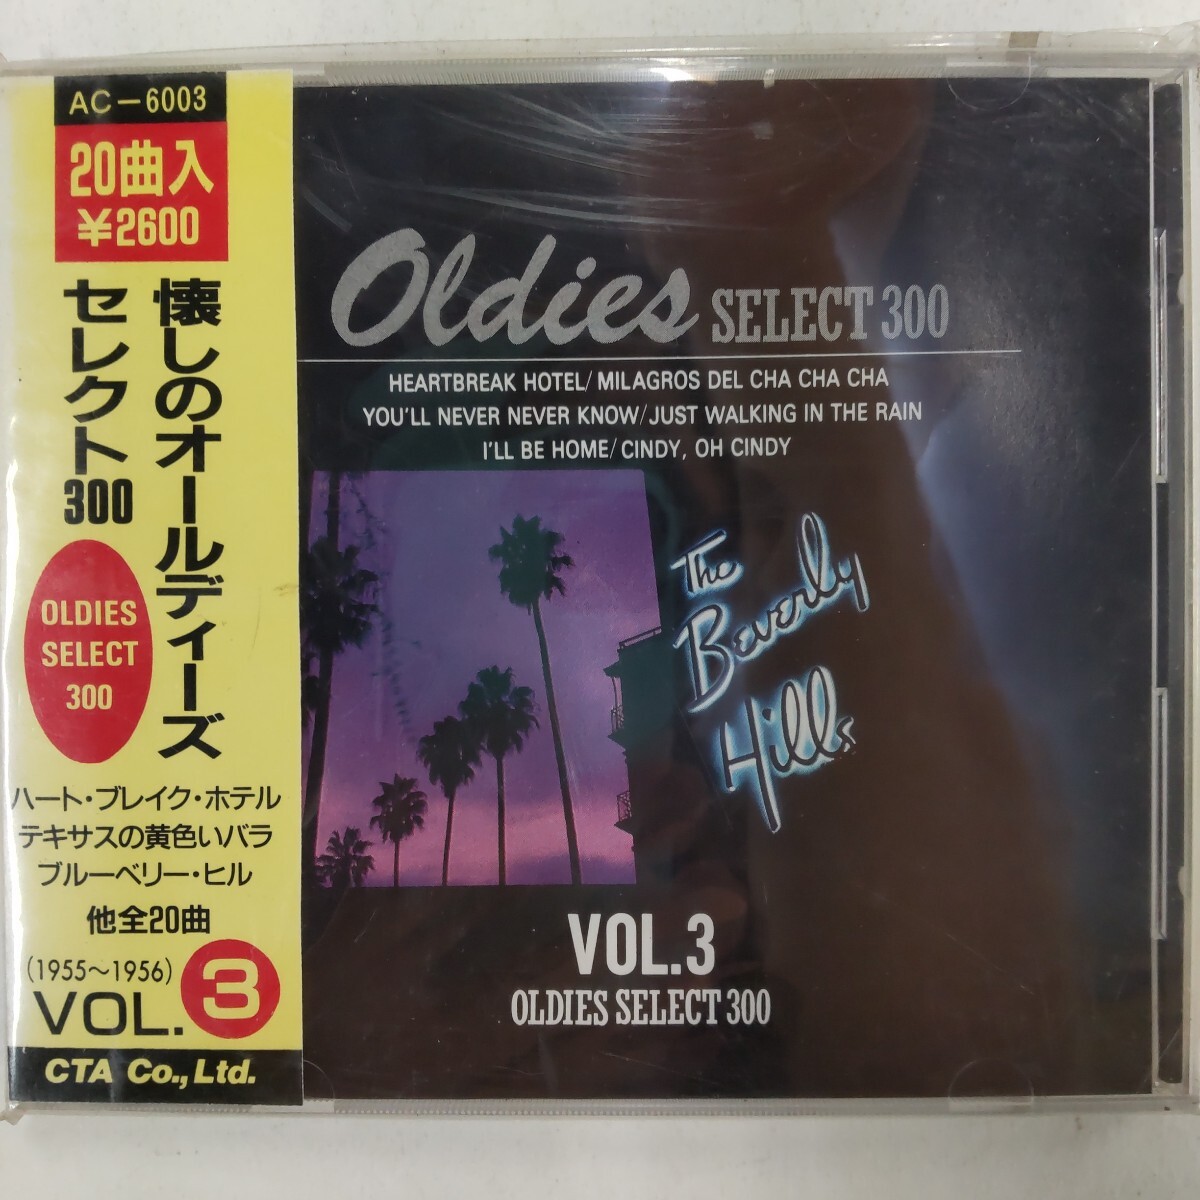 AC-6003
20曲入
¥2600
懐しのオールディーズ
セレクト300
OLDIES
SELECT
300
ハート・ブレイク・ホテル
テキサスの黄色いバラ
ブルーベリー・ヒル
他全20曲
(1955～1956)
VOL. 3
CTA Co., Ltd.
Oldies SELECT 300
HEARTBREAK HOTEL/MILAGROS DEL CHA CHA CHA
YOU'LL NEVER NEVER KNOW/JUST WALKING IN THE RAIN
I'LL BE HOME/CINDY, OH CINDY
The
Beverly
Hills
VOL.3
OLDIES SELECT 300